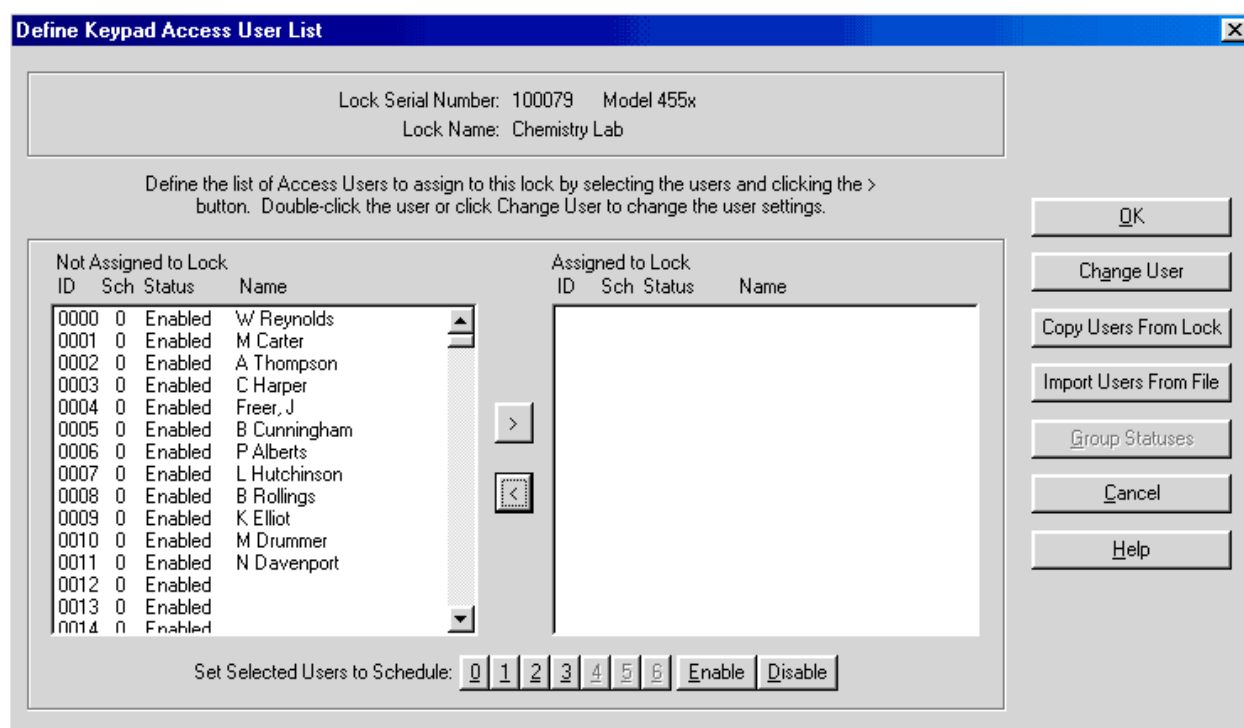 Define Keypad Access User List
Lock Serial Number: 100079 Model 455x
Lock Name: Chemistry Lab
Define the list of Access Users to assign to this lock by selecting the users and clicking the >
button. Double-click the user or click Change User to change the user settings.
Not Assigned to Lock
ID Sch Status Name
0000 0 Enabled W Reynolds
0001 0 Enabled M Carter
0002 0 Enabled A Thompson
0003 0 Enabled C Harper
0004 0 Enabled Freer, J
0005 0 Enabled B Cunningham
0006 0 Enabled P Alberts
0007 0 Enabled L Hutchinson
0008 0 Enabled B Rollings
0009 0 Enabled K Elliot
0010 0 Enabled M Drummer
0011 0 Enabled N Davenport
0012 0 Enabled
0013 0 Enabled
0014 0 Enabled
>
<
Assigned to Lock
ID Sch Status Name
Set Selected Users to Schedule: 0 1 2 3 4 5 6 Enable Disable
OK
Change User
Copy Users From Lock
Import Users From File
Group Statuses
Cancel
Help